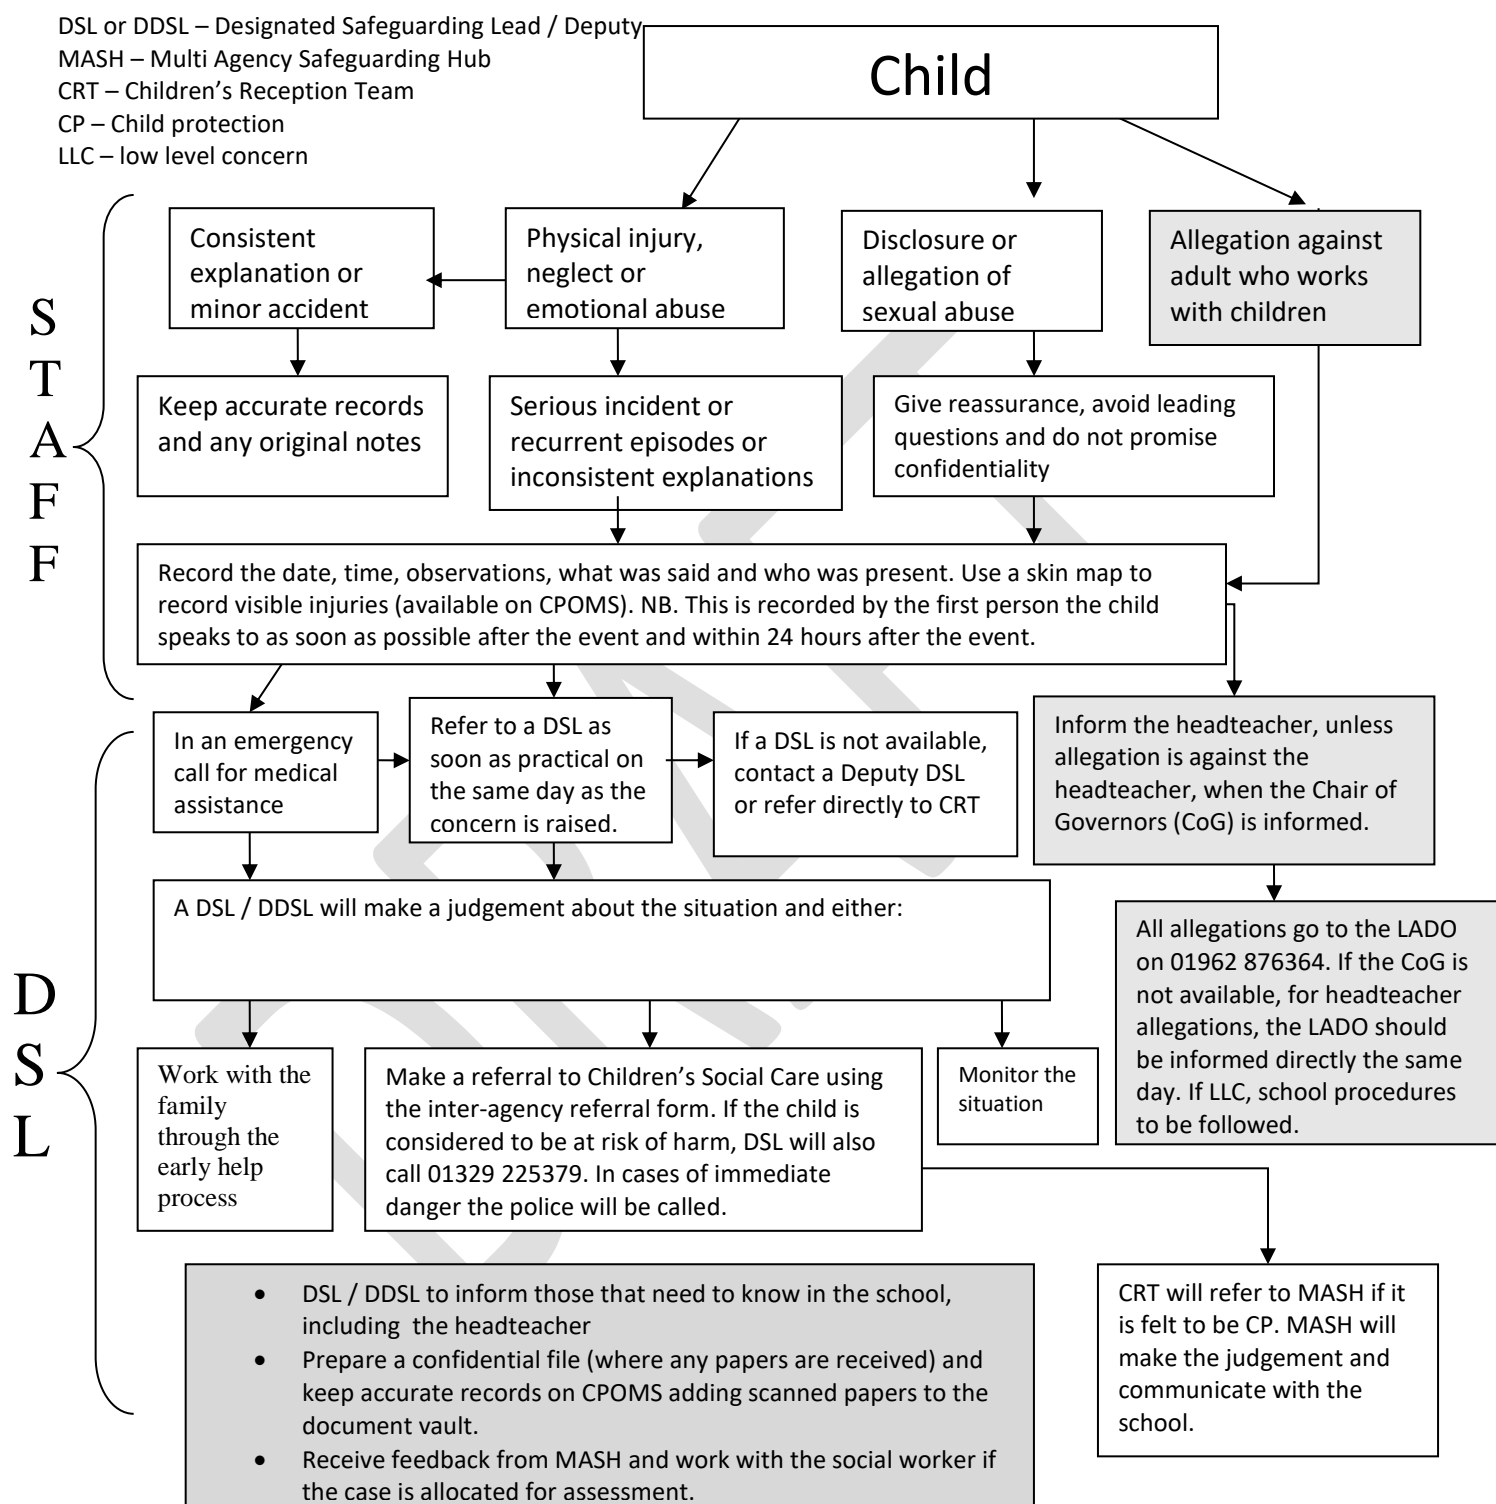 DSL or DDSL – Designated Safeguarding Lead / Deputy
MASH – Multi Agency Safeguarding Hub
CRT – Children's Reception Team
CP – Child protection
LLC – low level concern
Child
S
T
A
F
F
Consistent
explanation or
minor accident
Physical injury,
neglect or
emotional abuse
Disclosure or
allegation of
sexual abuse
Allegation against
adult who works
with children
Keep accurate records
and any original notes
Serious incident or
recurrent episodes or
inconsistent explanations
Give reassurance, avoid leading
questions and do not promise
confidentiality
Record the date, time, observations, what was said and who was present. Use a skin map to
record visible injuries (available on CPOMS). NB. This is recorded by the first person the child
speaks to as soon as possible after the event and within 24 hours after the event.
D
S
L
In an emergency
call for medical
assistance
Refer to a DSL as
soon as practical on
the same day as the
concern is raised.
If a DSL is not available,
contact a Deputy DSL
or refer directly to CRT
Inform the headteacher, unless
allegation is against the
headteacher, when the Chair of
Governors (CoG) is informed.
A DSL / DDSL will make a judgement about the situation and either:
All allegations go to the LADO
on 01962 876364. If the CoG is
not available, for headteacher
allegations, the LADO should
be informed directly the same
day. If LLC, school procedures
to be followed.
Work with the
family
through the
early help
process
Make a referral to Children's Social Care using
the inter-agency referral form. If the child is
considered to be at risk of harm, DSL will also
call 01329 225379. In cases of immediate
danger the police will be called.
Monitor the
situation
• DSL / DDSL to inform those that need to know in the school,
including the headteacher
• Prepare a confidential file (where any papers are received) and
keep accurate records on CPOMS adding scanned papers to the
document vault.
• Receive feedback from MASH and work with the social worker if
the case is allocated for assessment.
CRT will refer to MASH if it
is felt to be CP. MASH will
make the judgement and
communicate with the
school.
DRAFT